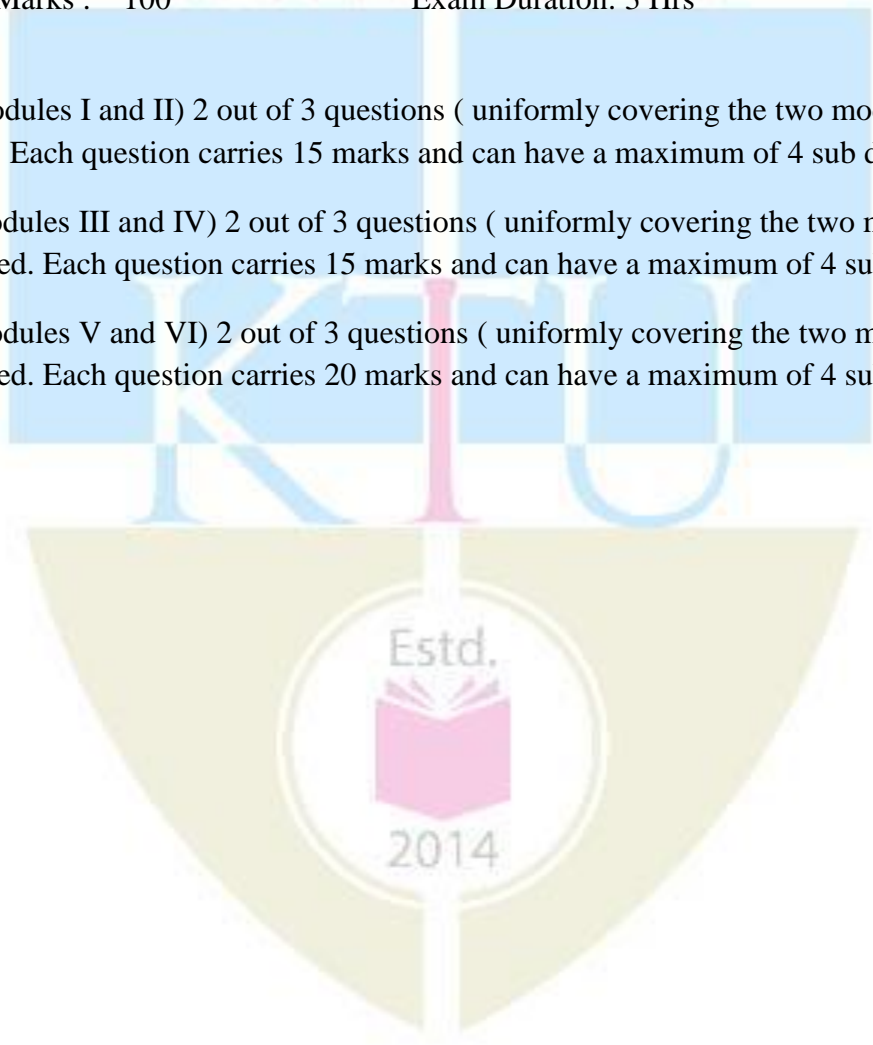 Marks : 100 Exam Duration: 3 Hrs
odules I and II) 2 out of 3 questions ( uniformly covering the two mo
. Each question carries 15 marks and can have a maximum of 4 sub d
odules III and IV) 2 out of 3 questions ( uniformly covering the two
ed. Each question carries 15 marks and can have a maximum of 4 su
odules V and VI) 2 out of 3 questions ( uniformly covering the two m
ed. Each question carries 20 marks and can have a maximum of 4 su
KTU
Estd.
2014